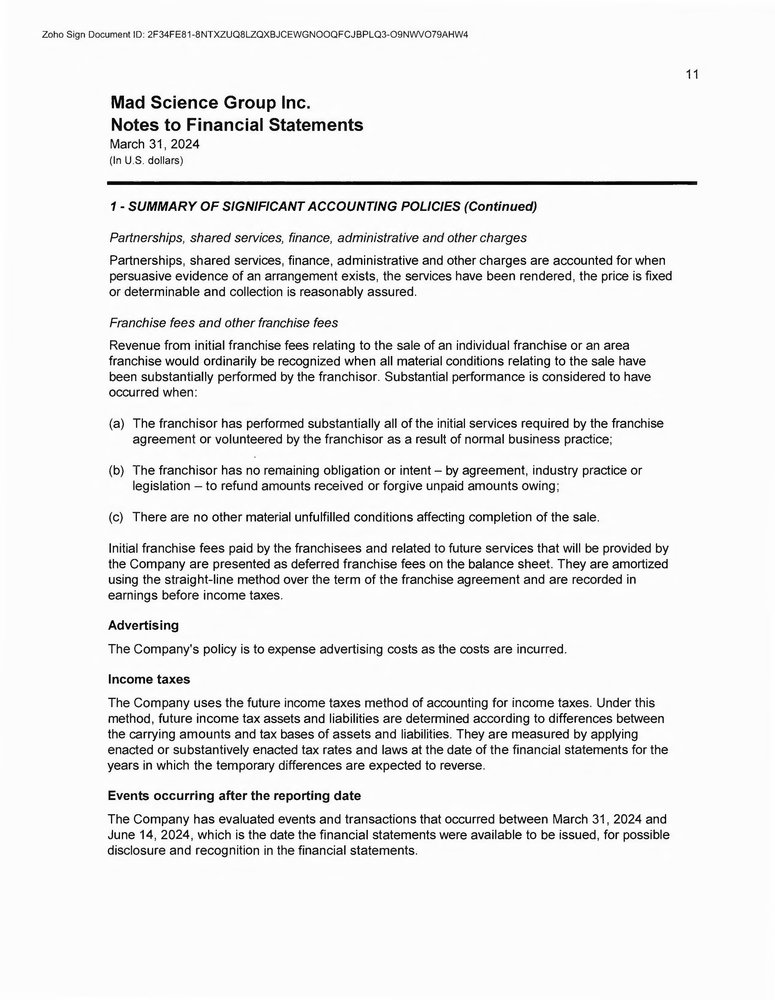 Zoho Sign Document ID: 2F34FE81-8NTXZUQ8LZQXBJCEWGNOOQFCJBPLQ3-O9NWVO79AHW4
11
Mad Science Group Inc.
Notes to Financial Statements
March 31, 2024
(In U.S. dollars)
1 - SUMMARY OF SIGNIFICANT ACCOUNTING POLICIES (Continued)
Partnerships, shared services, finance, administrative and other charges
Partnerships, shared services, finance, administrative and other charges are accounted for when
persuasive evidence of an arrangement exists, the services have been rendered, the price is fixed
or determinable and collection is reasonably assured.
Franchise fees and other franchise fees
Revenue from initial franchise fees relating to the sale of an individual franchise or an area
franchise would ordinarily be recognized when all material conditions relating to the sale have
been substantially performed by the franchisor. Substantial performance is considered to have
occurred when:
(a) The franchisor has performed substantially all of the initial services required by the franchise
agreement or volunteered by the franchisor as a result of normal business practice;
(b) The franchisor has no remaining obligation or intent – by agreement, industry practice or
legislation – to refund amounts received or forgive unpaid amounts owing;
(c) There are no other material unfulfilled conditions affecting completion of the sale.
Initial franchise fees paid by the franchisees and related to future services that will be provided by
the Company are presented as deferred franchise fees on the balance sheet. They are amortized
using the straight-line method over the term of the franchise agreement and are recorded in
earnings before income taxes.
Advertising
The Company's policy is to expense advertising costs as the costs are incurred.
Income taxes
The Company uses the future income taxes method of accounting for income taxes. Under this
method, future income tax assets and liabilities are determined according to differences between
the carrying amounts and tax bases of assets and liabilities. They are measured by applying
enacted or substantively enacted tax rates and laws at the date of the financial statements for the
years in which the temporary differences are expected to reverse.
Events occurring after the reporting date
The Company has evaluated events and transactions that occurred between March 31, 2024 and
June 14, 2024, which is the date the financial statements were available to be issued, for possible
disclosure and recognition in the financial statements.